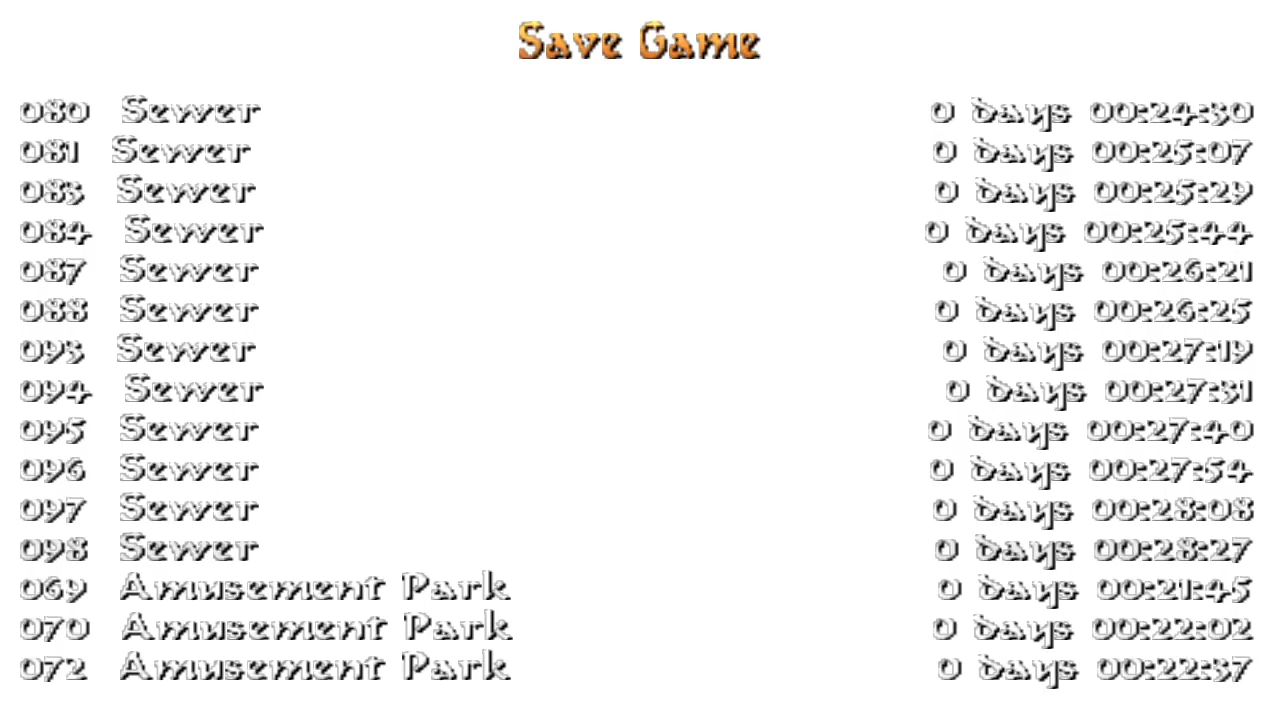 Save Game
080 Sewer 0 days 00:24:30
081 Sewer 0 days 00:25:07
083 Sewer 0 days 00:25:29
084 Sewer 0 days 00:25:44
087 Sewer 0 days 00:26:21
088 Sewer 0 days 00:26:25
093 Sewer 0 days 00:27:19
094 Sewer 0 days 00:27:31
095 Sewer 0 days 00:27:40
096 Sewer 0 days 00:27:54
097 Sewer 0 days 00:28:08
098 Sewer 0 days 00:28:27
069 Amusement Park 0 days 00:21:45
070 Amusement Park 0 days 00:22:02
072 Amusement Park 0 days 00:22:37